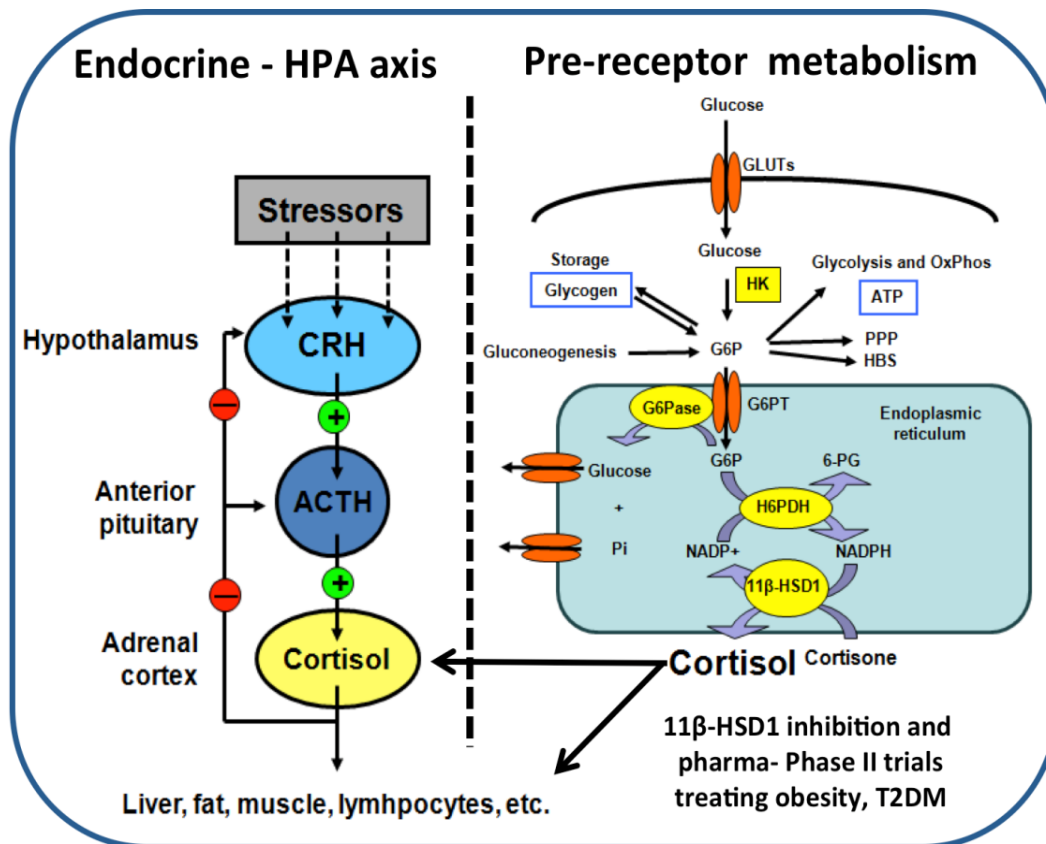 Endocrine - HPA axis
Stressors
Hypothalamus
CRH
+
−
Anterior
pituitary
ACTH
+
−
Adrenal
cortex
Cortisol
Liver, fat, muscle, lymhpocytes, etc.
Pre-receptor metabolism
Glucose
GLUTs
Glucose
HK
Storage
Glycogen
Glycolysis and OxPhos
ATP
Gluconeogenesis
G6P
PPP
HBS
G6Pase
G6PT
Endoplasmic
reticulum
Glucose
G6P
6-PG
+
H6PDH
Pi
NADP+
NADPH
11β-HSD1
Cortisol
Cortisone
11β-HSD1 inhibition and
pharma- Phase II trials
treating obesity, T2DM